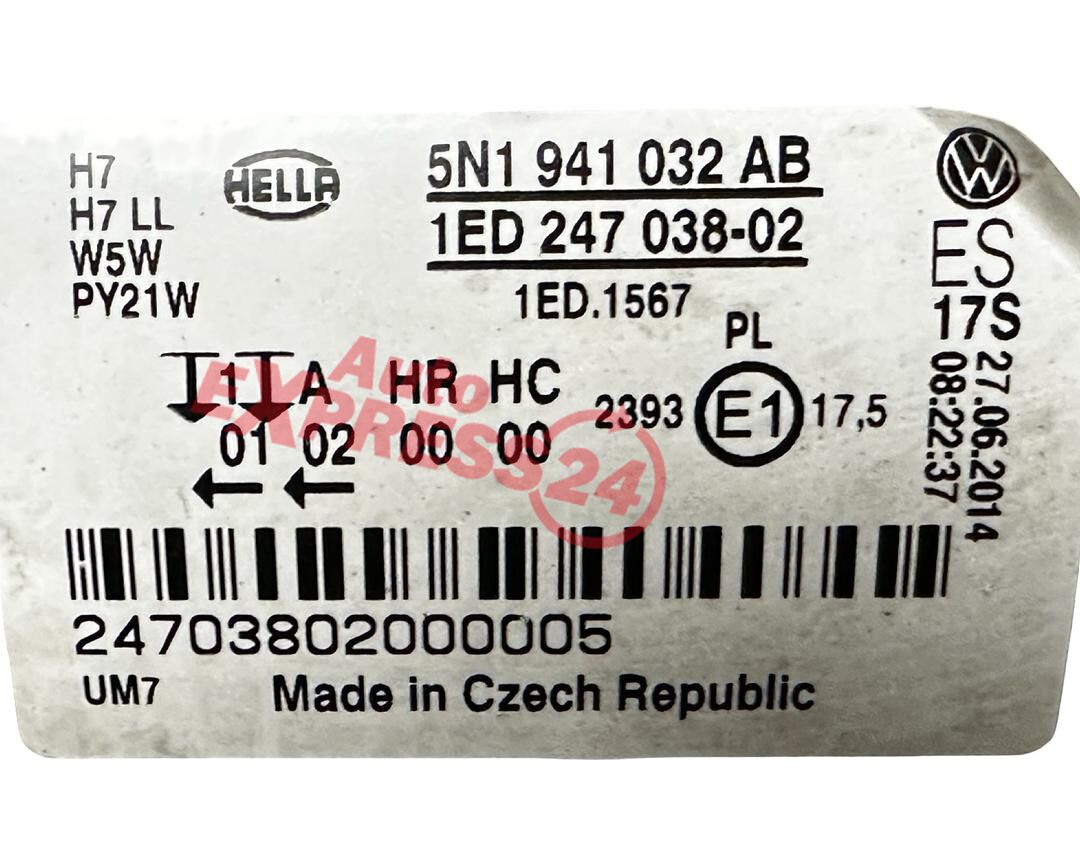 H7
H7 LL
W5W
PY21W
HELLA
5N1 941 032 AB
1ED 247 038-02
1ED.1567
ES
17S
27.06.2014
08:22:37
1 A HR HC
01 02 00 00
PL
2393 E1 17,5
Auto
EXPRESS24
24703802000005
UM7
Made in Czech Republic